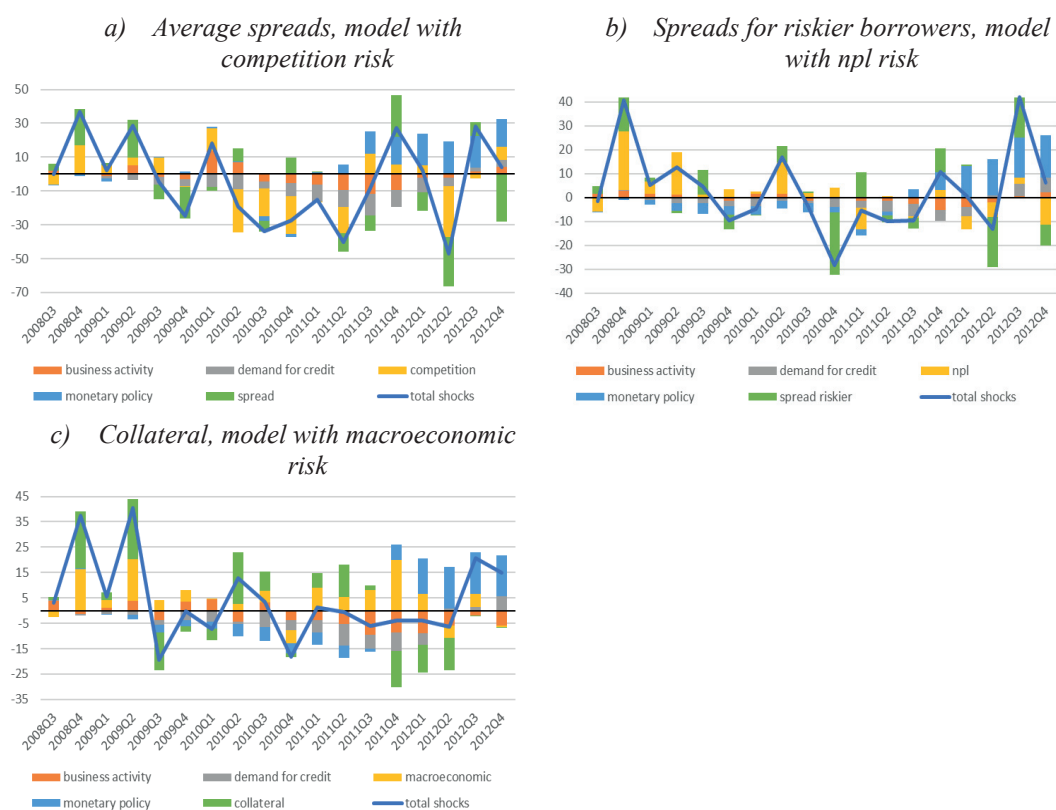 a) Average spreads, model with
competition risk
50
30
10
-10
-30
-50
-70
2008Q3
2008Q4
2009Q1
2009Q2
2009Q3
2009Q4
2010Q1
2010Q2
2010Q3
2010Q4
2011Q1
2011Q2
2011Q3
2011Q4
2012Q1
2012Q2
2012Q3
2012Q4
business activity demand for credit competition
monetary policy spread total shocks
b) Spreads for riskier borrowers, model
with npl risk
40
30
20
10
0
-10
-20
-30
-40
2008Q3
2008Q4
2009Q1
2009Q2
2009Q3
2009Q4
2010Q1
2010Q2
2010Q3
2010Q4
2011Q1
2011Q2
2011Q3
2011Q4
2012Q1
2012Q2
2012Q3
2012Q4
business activity demand for credit npl
monetary policy spread riskier total shocks
c) Collateral, model with macroeconomic
risk
45
35
25
15
5
-5
-15
-25
-35
2008Q3
2008Q4
2009Q1
2009Q2
2009Q3
2009Q4
2010Q1
2010Q2
2010Q3
2010Q4
2011Q1
2011Q2
2011Q3
2011Q4
2012Q1
2012Q2
2012Q3
2012Q4
business activity demand for credit macroeconomic
monetary policy collateral total shocks